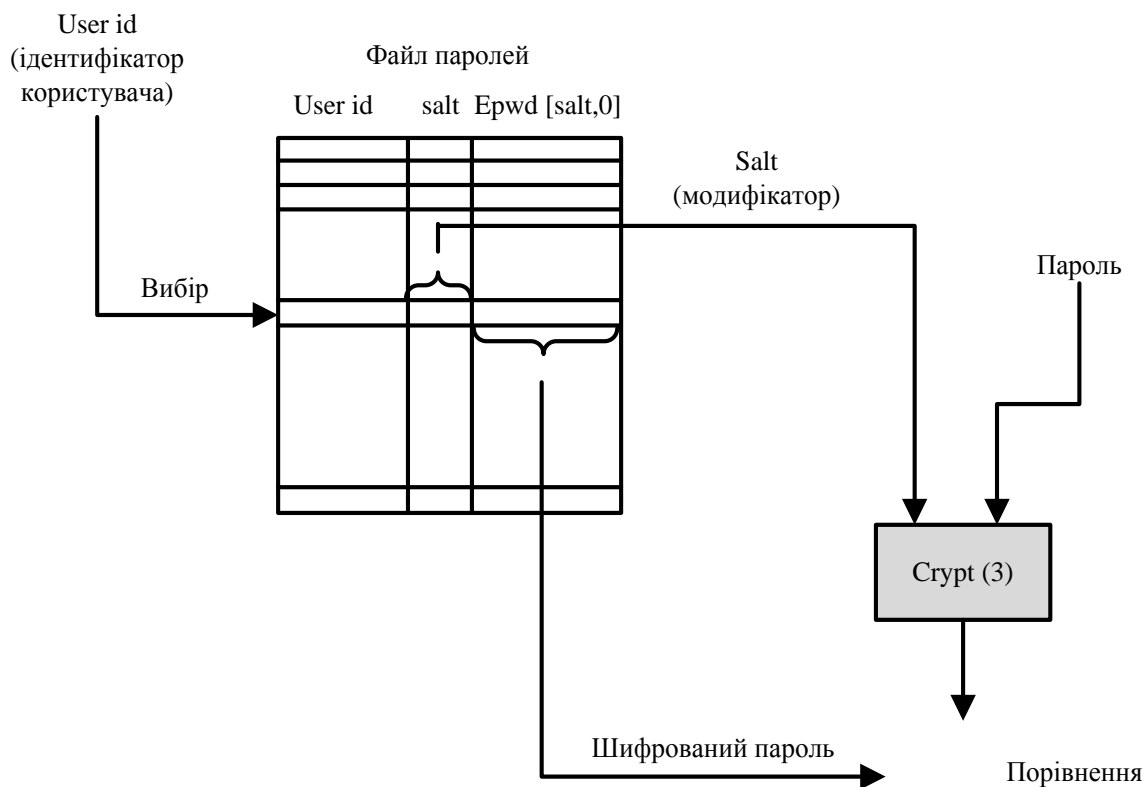 User id
(ідентифікатор
користувача)
Файл паролей
User id salt Epwd [salt,0]
Salt
(модифікатор)
Пароль
Вибір
Crypt (3)
Шифрований пароль
Порівнення